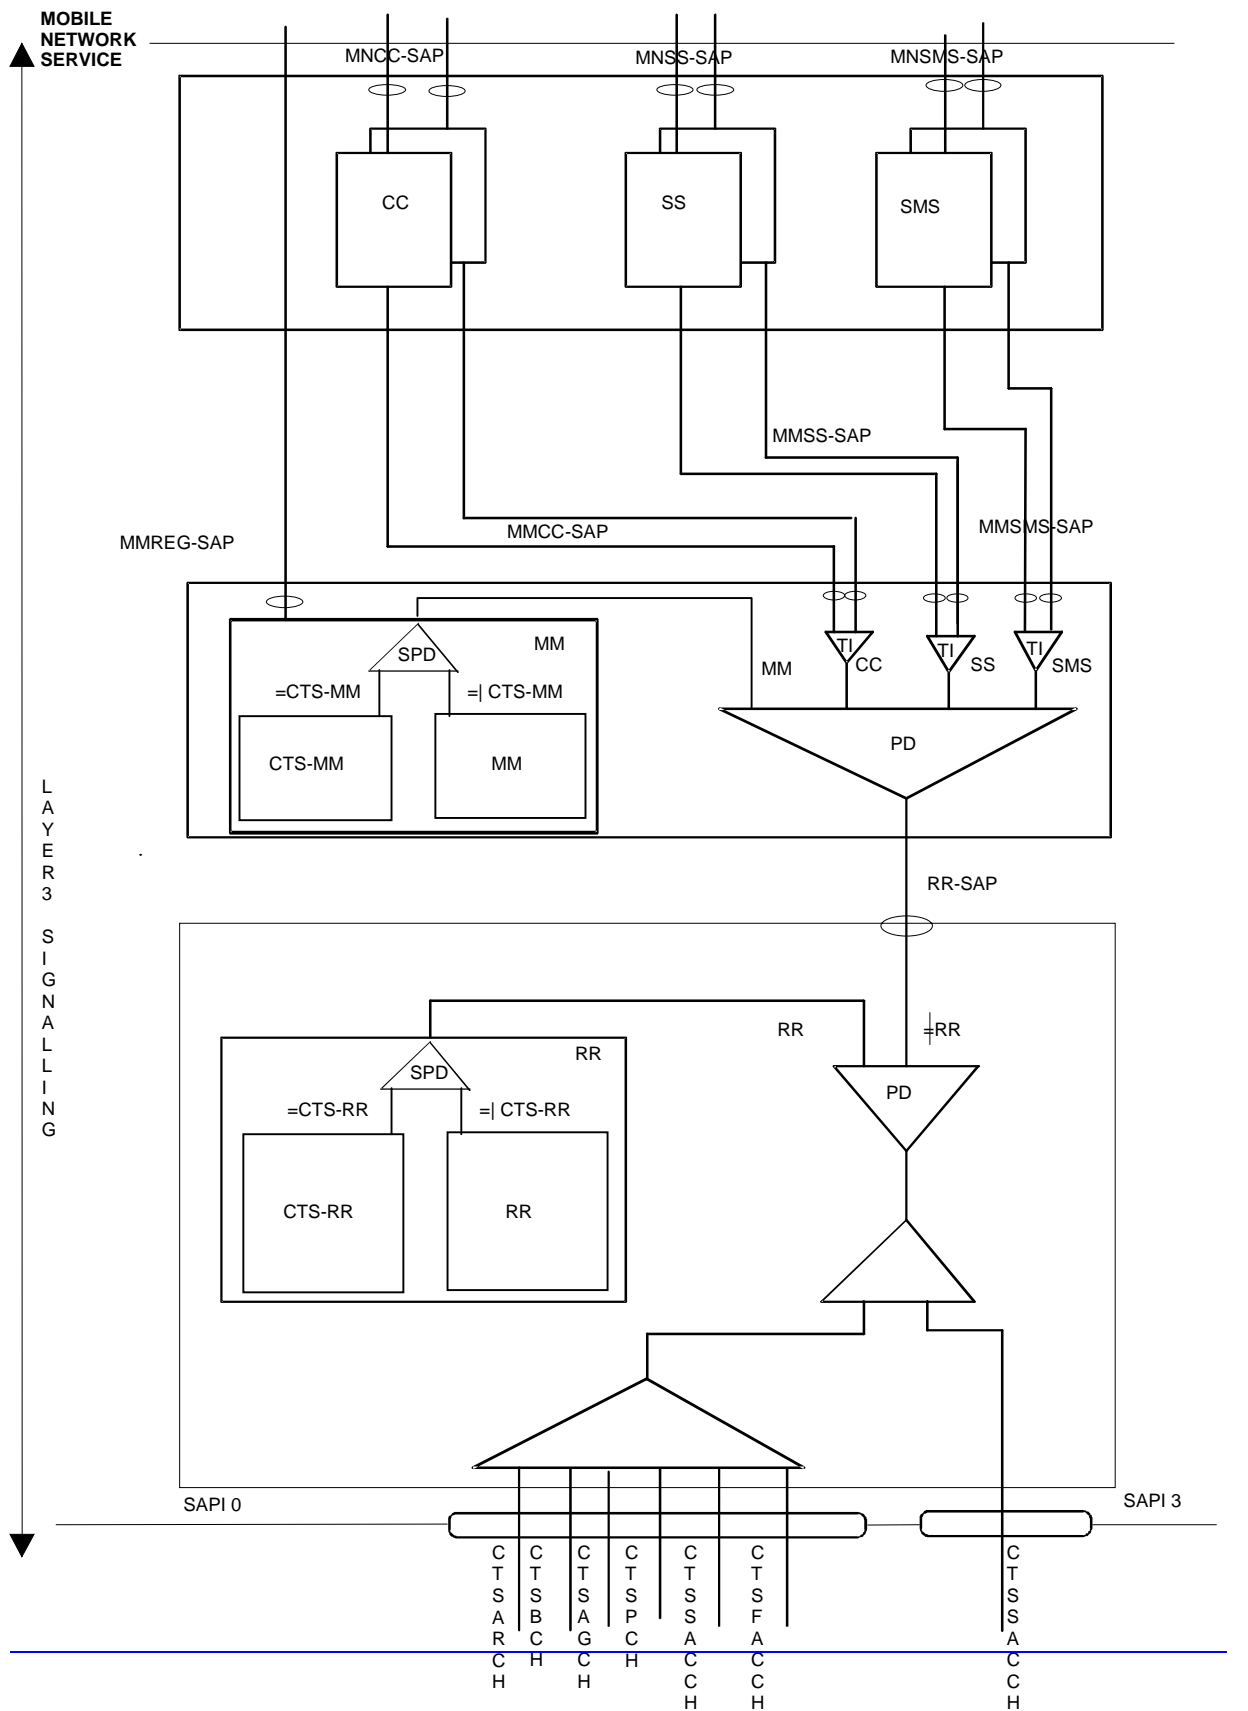 MOBILE
NETWORK
SERVICE
MNCC-SAP
MNSS-SAP
MNSMS-SAP
CC
SS
SMS
MMSS-SAP
MMCC-SAP
MMSMS-SAP
MMREG-SAP
SPD
MM
=CTS-MM
=| CTS-MM
CTS-MM
MM
TI
CC
TI
SS
TI
SMS
MM
PD
RR-SAP
LAYER3 SIGNALLING
RR
=RR
SPD
RR
=CTS-RR
=| CTS-RR
CTS-RR
RR
PD
SAPI 0
SAPI 3
CTSARCH
CTSBCH
CTSAGCH
CTSPCH
CTSSACCH
CTSFACCH
CTSSACCH